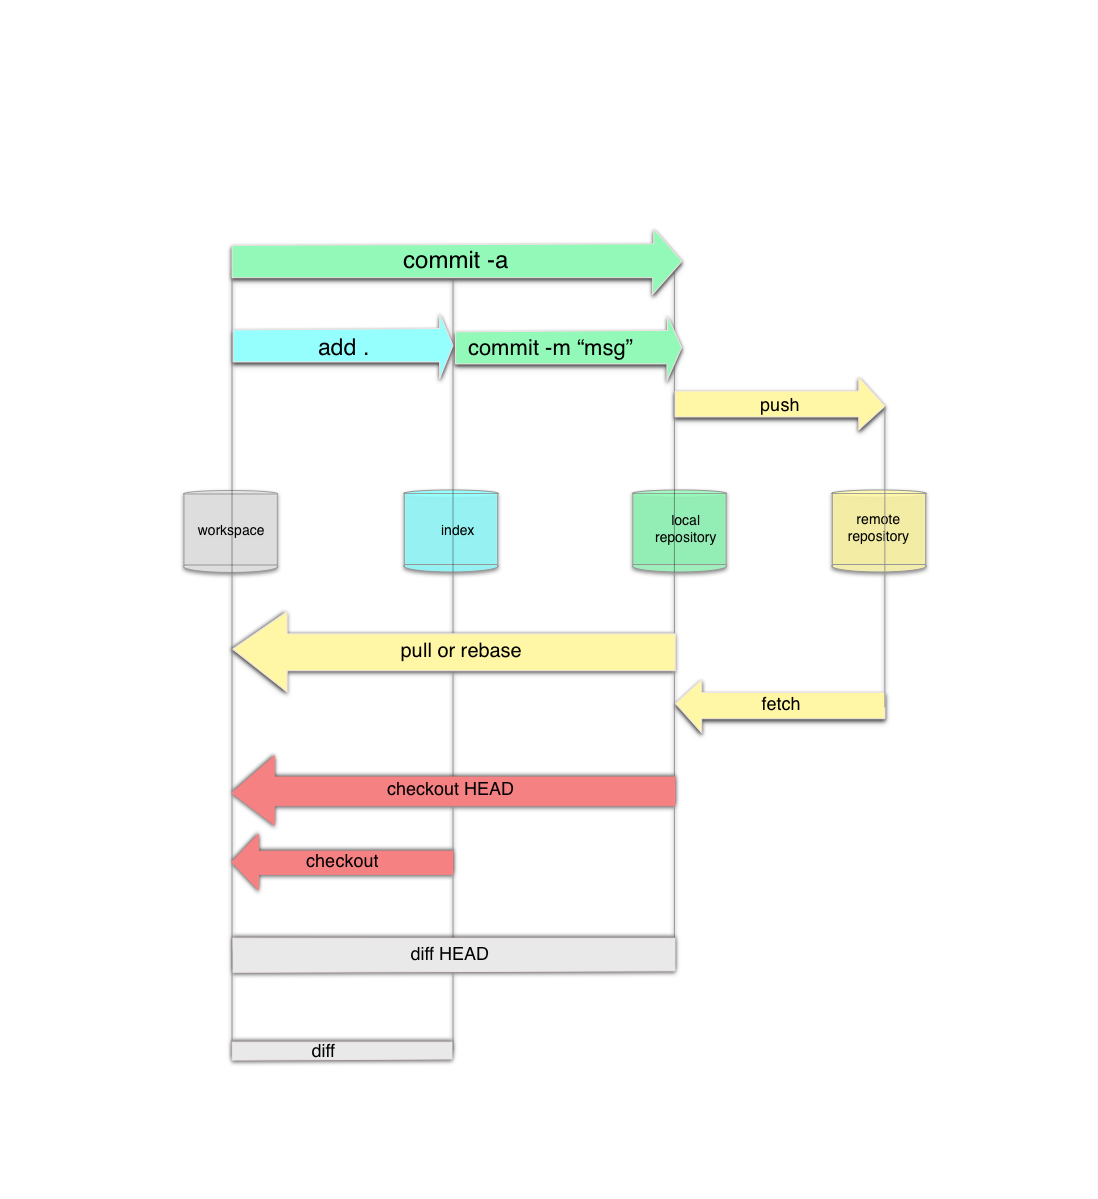 commit -a
add .
commit -m “msg”
push
workspace
index
local
repository
remote
repository
pull or rebase
fetch
checkout HEAD
checkout
diff HEAD
diff